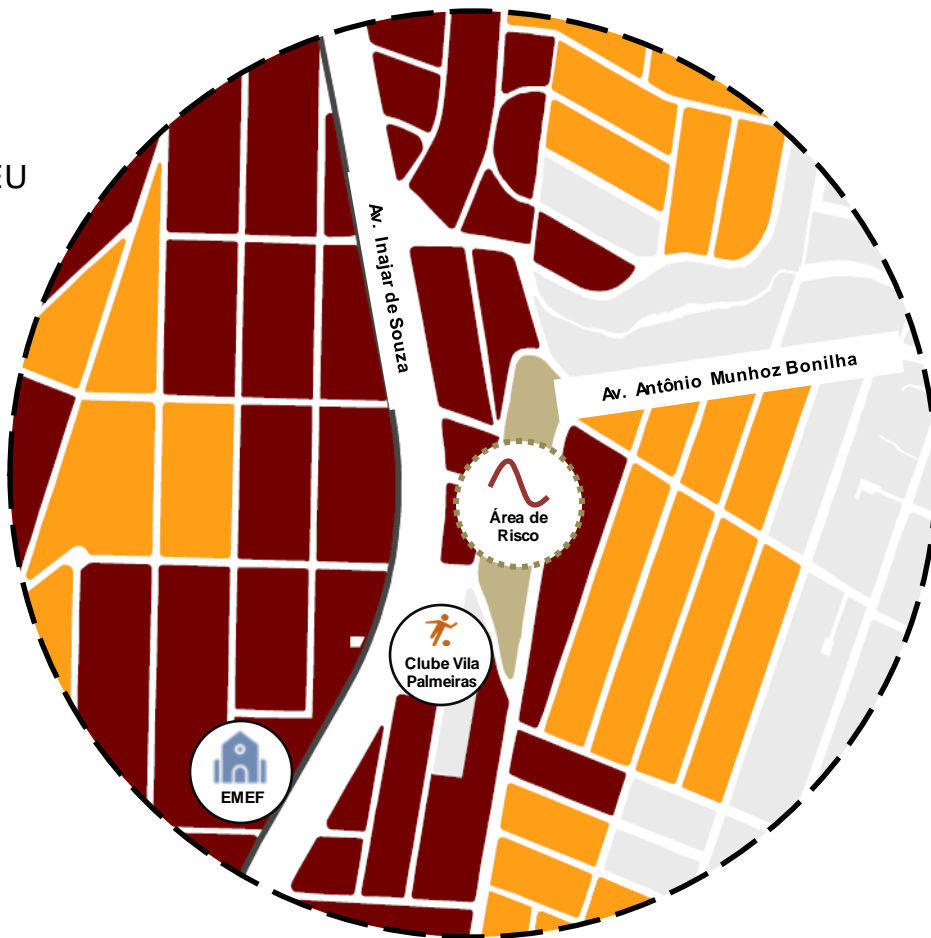 EU
Av. Inajar de Souza
Av. Antônio Munhoz Bonilha
Área de
Risco
Clube Vila
Palmeiras
EMEF